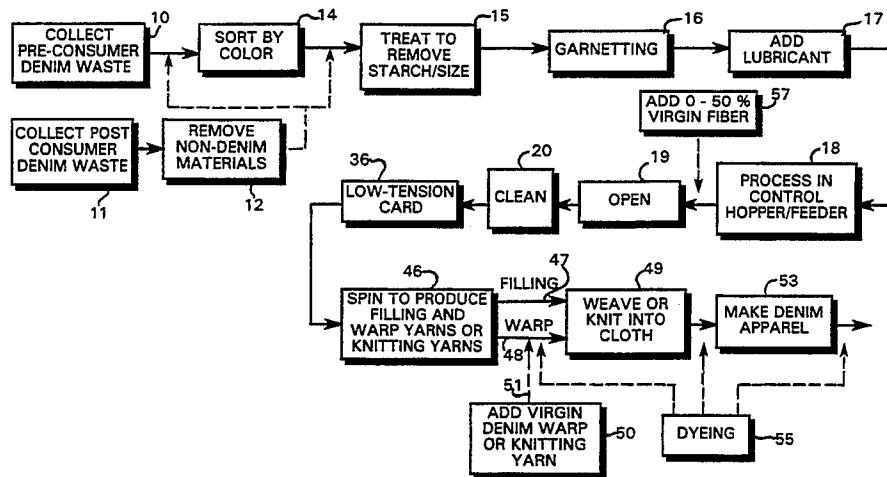 10
COLLECT
PRE-CONSUMER
DENIM WASTE
14
SORT BY
COLOR
15
TREAT TO
REMOVE
STARCH/SIZE
16
GARNETTING
17
ADD
LUBRICANT
COLLECT POST
CONSUMER
DENIM WASTE
11
REMOVE
NON-DENIM
MATERIALS
12
ADD 0 - 50 %
VIRGIN FIBER
57
36
LOW-TENSION
CARD
20
CLEAN
19
OPEN
18
PROCESS IN
CONTROL
HOPPER/FEEDER
46
SPIN TO PRODUCE
FILLING AND
WARP YARNS OR
KNITTING YARNS
FILLING
47
WARP
48
49
WEAVE OR
KNIT INTO
CLOTH
53
MAKE DENIM
APPAREL
51
ADD VIRGIN
DENIM WARP
OR KNITTING
YARN
50
DYEING
55